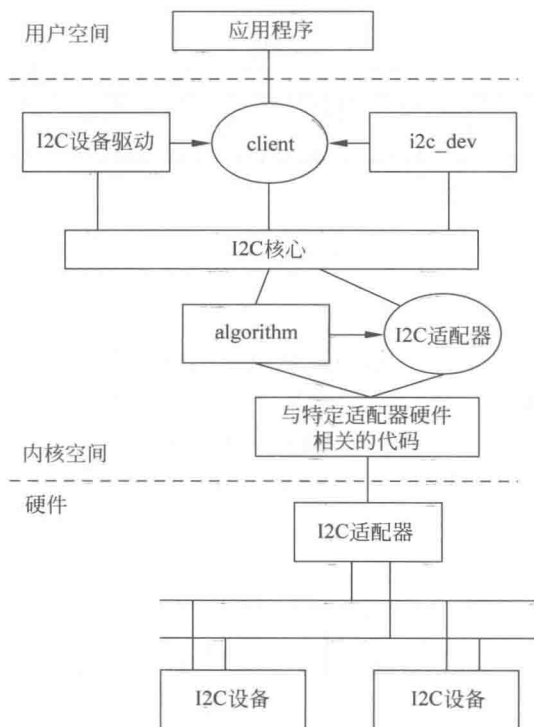 用户空间
应用程序
I2C设备驱动
client
i2c_dev
I2C核心
algorithm
I2C适配器
与特定适配器硬件
相关的代码
内核空间
硬件
I2C适配器
I2C设备
I2C设备